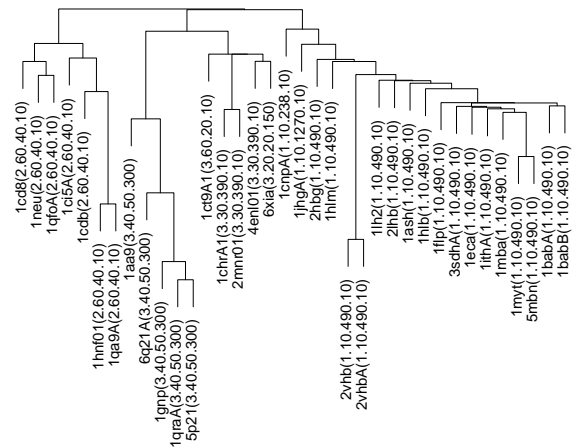 1cd8(2.60.40.10)
1neu(2.60.40.10)
1qfoA(2.60.40.10)
1ci5A(2.60.40.10)
1cdb(2.60.40.10)
1hnf01(2.60.40.10)
1qa9A(2.60.40.10)
1aa9(3.40.50.300)
6q21A(3.40.50.300)
1gnp(3.40.50.300)
1qraA(3.40.50.300)
5p21(3.40.50.300)
1ct9A1(3.60.20.10)
1chrA1(3.30.390.10)
2mnr01(3.30.390.10)
4enl01(3.30.390.10)
6xia(3.20.20.150)
1cnpA(1.10.238.10)
1jhgA(1.10.1270.10)
2hbg(1.10.490.10)
1hlm(1.10.490.10)
2vhb(1.10.490.10)
2vhbA(1.10.490.10)
1lh2(1.10.490.10)
2lhb(1.10.490.10)
1ash(1.10.490.10)
1hlb(1.10.490.10)
1flp(1.10.490.10)
3sdhA(1.10.490.10)
1eca(1.10.490.10)
1ithA(1.10.490.10)
1mba(1.10.490.10)
1myt(1.10.490.10)
5mbn(1.10.490.10)
1babA(1.10.490.10)
1babB(1.10.490.10)